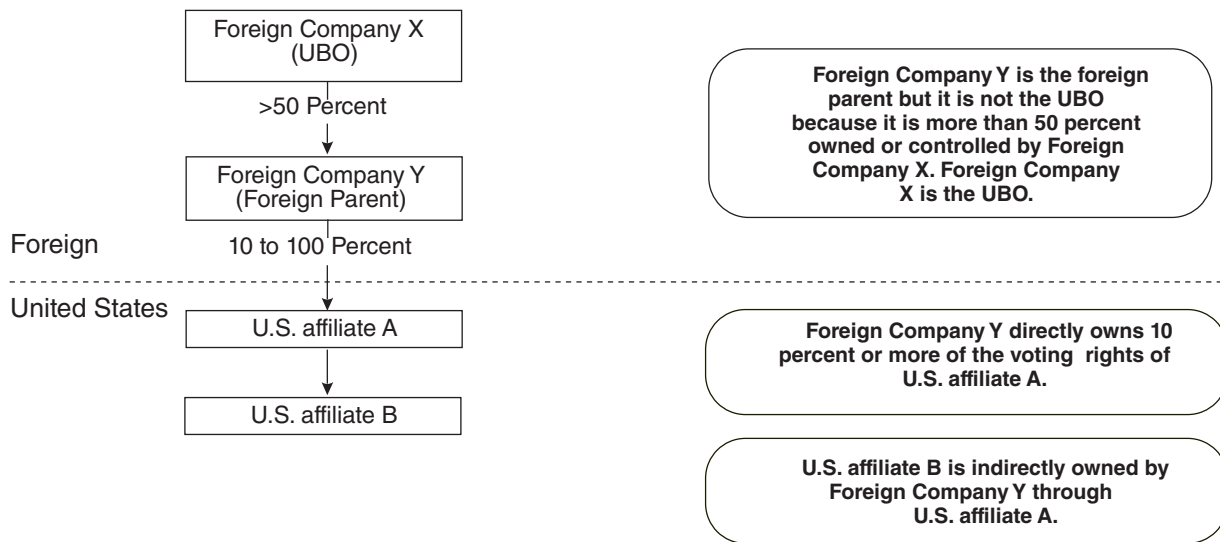 Foreign Company X
(UBO)
>50 Percent
Foreign Company Y
(Foreign Parent)
Foreign
10 to 100 Percent
United States
U.S. affiliate A
U.S. affiliate B
Foreign Company Y is the foreign
parent but it is not the UBO
because it is more than 50 percent
owned or controlled by Foreign
Company X. Foreign Company
X is the UBO.
Foreign Company Y directly owns 10
percent or more of the voting rights of
U.S. affiliate A.
U.S. affiliate B is indirectly owned by
Foreign Company Y through
U.S. affiliate A.